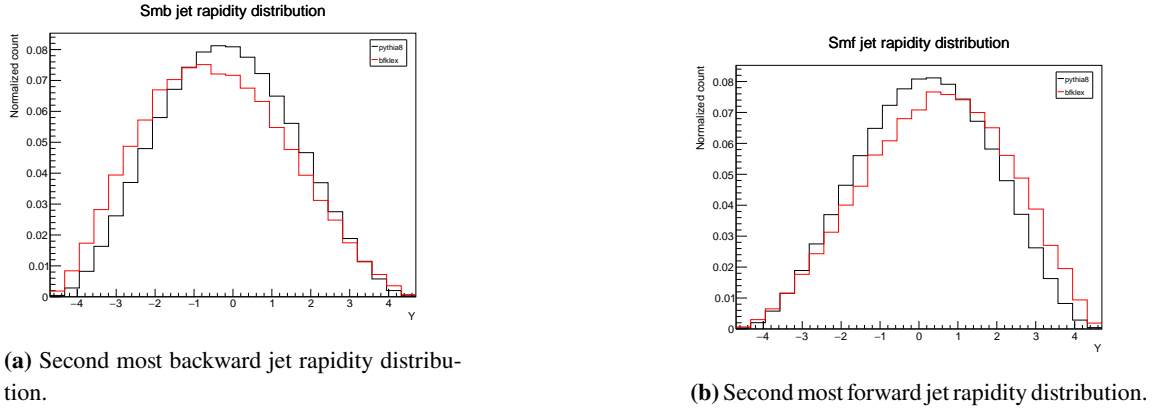 Smb jet rapidity distribution
Normalized count
0.08
0.07
0.06
0.05
0.04
0.03
0.02
0.01
0
pythia8
bfklex
−4 −3 −2 −1 0 1 2 3 4
Y
(a) Second most backward jet rapidity distribu-
tion.
Smf jet rapidity distribution
Normalized count
0.08
0.07
0.06
0.05
0.04
0.03
0.02
0.01
0
pythia8
bfklex
−4 −3 −2 −1 0 1 2 3 4
Y
(b) Second most forward jet rapidity distribution.